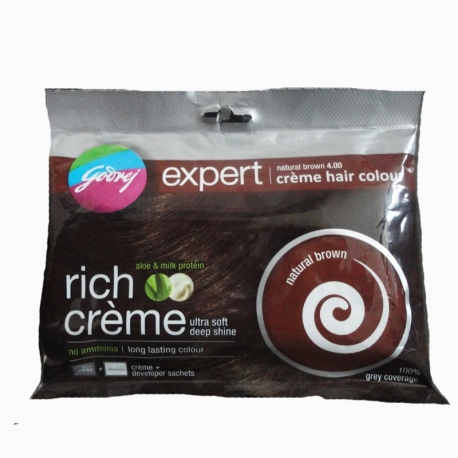 Godrej
expert
natural brown 4.00
crème hair colour
aloe & milk protein
rich
crème
ultra soft
deep shine
no ammonia | long lasting colour
crème +
developer sachets
natural brown
100%
grey coverage